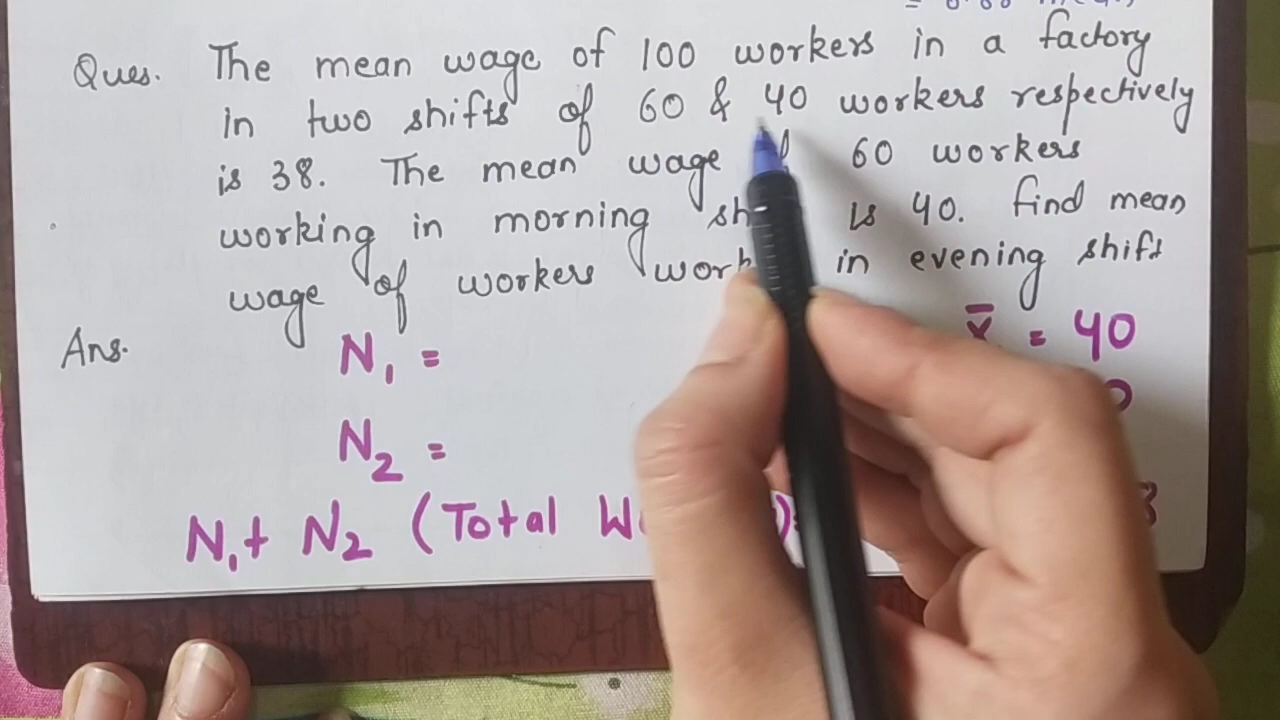 Ques. The mean wage of 100 workers in a factory
in two shifts of 60 & 40 workers respectively
is 38. The mean wage 60 workers
working in morning is 40. find mean
wage of workers in evening shift
Ans. N₁ = = 40
N₂ =
N₁ + N₂ (Total